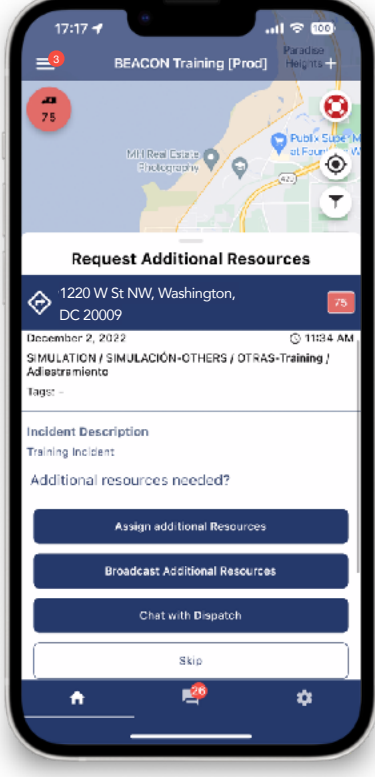 17:17
100
3
BEACON Training [Prod]
Paradise
Heights
75
MH Real Estate
Photography
Publix Super M
at Foun W
423
Request Additional Resources
1220 W St NW, Washington,
DC 20009
75
December 2, 2022
11:34 AM
SIMULATION / SIMULACIÓN-OTHERS / OTRAS-Training /
Adiestramiento
Tags: -
Incident Description
Training Incident
Additional resources needed?
Assign additional Resources
Broadcast Additional Resources
Chat with Dispatch
Skip
26